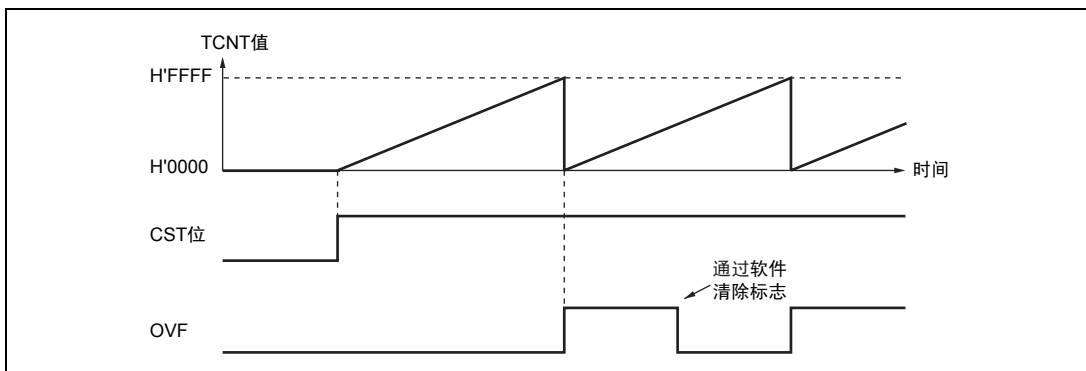 TCNT值
H'FFFF
H'0000
时间
CST位
通过软件
清除标志
OVF